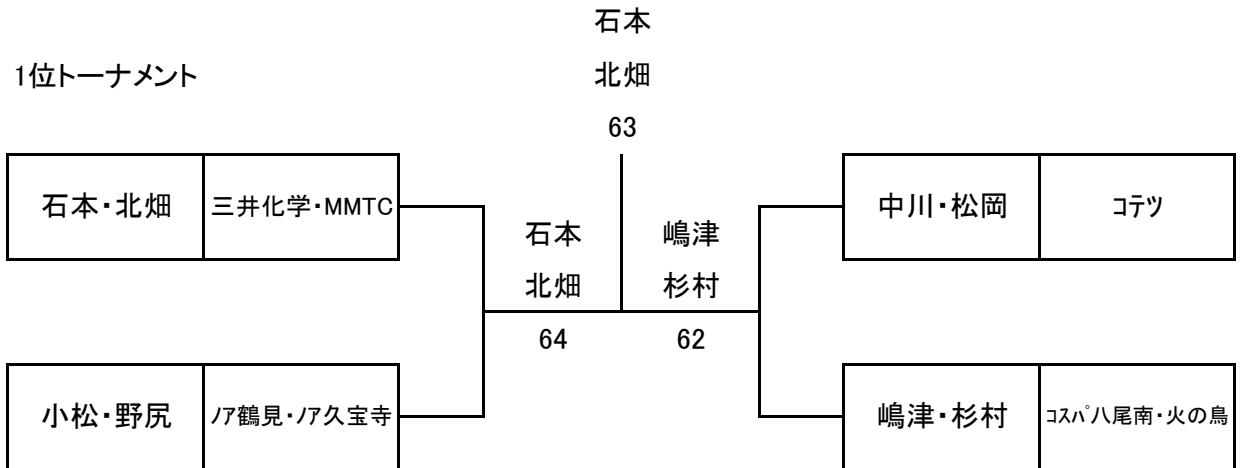 石本
北畑
1位トーナメント
63
石本・北畑 三井化学・MMTC
中川・松岡 ｺﾃﾂ
石本 嶋津
北畑 杉村
64 62
小松・野尻 ﾉｱ鶴見・ﾉｱ久宝寺
嶋津・杉村 ｺｽﾊﾟ八尾南・火の鳥